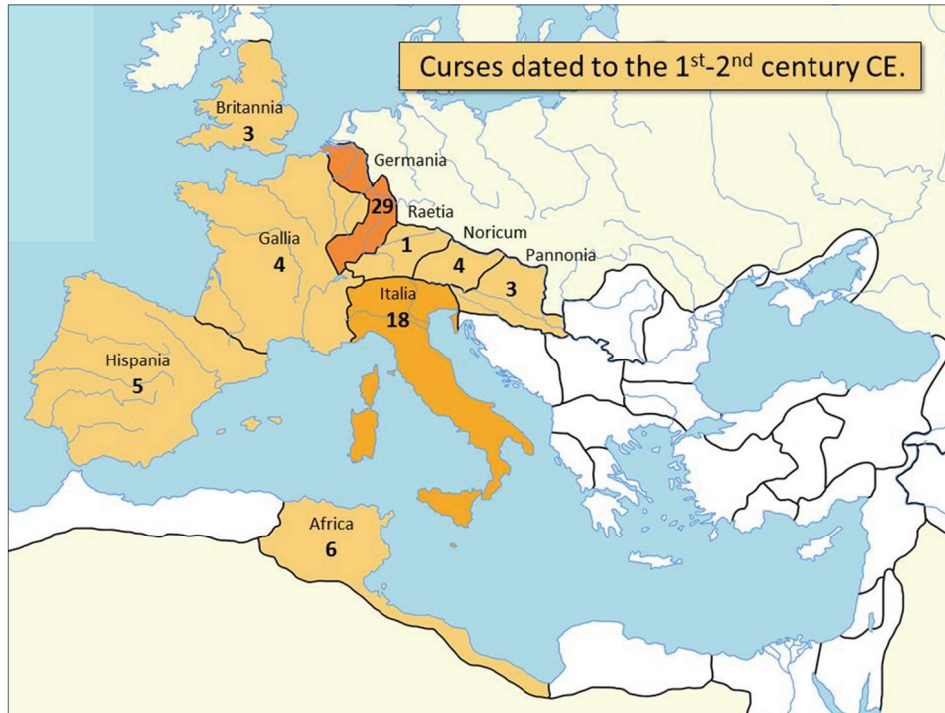 Curses dated to the 1st-2nd century CE.
Britannia
3
Germania
29
Raetia
1
Noricum
4
Pannonia
3
Gallia
4
Italia
18
Hispania
5
Africa
6